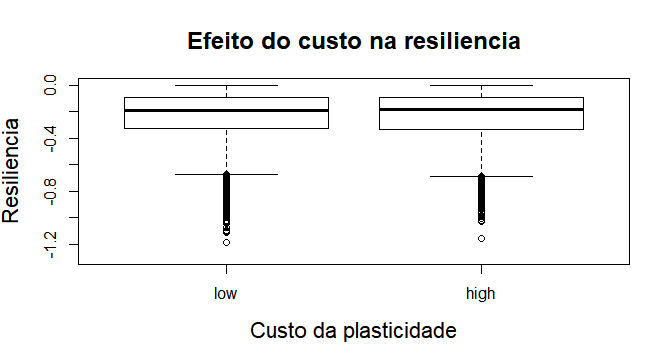 Efeito do custo na resiliencia
Resiliencia
0.0
-0.4
-0.8
-1.2
low
high
Custo da plasticidade